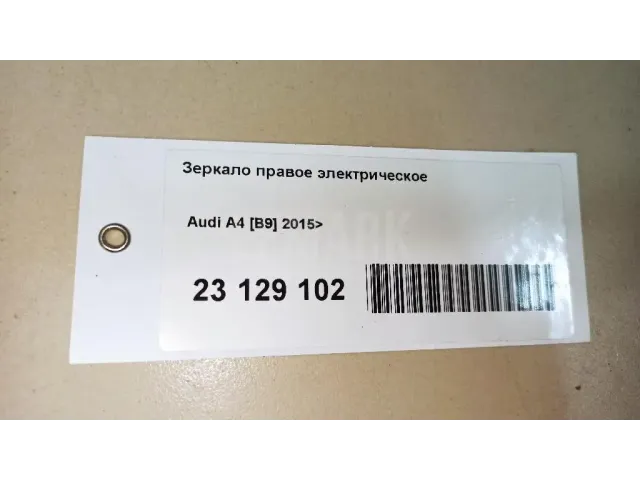 Зеркало правое электрическое
Audi A4 [B9] 2015>
23 129 102